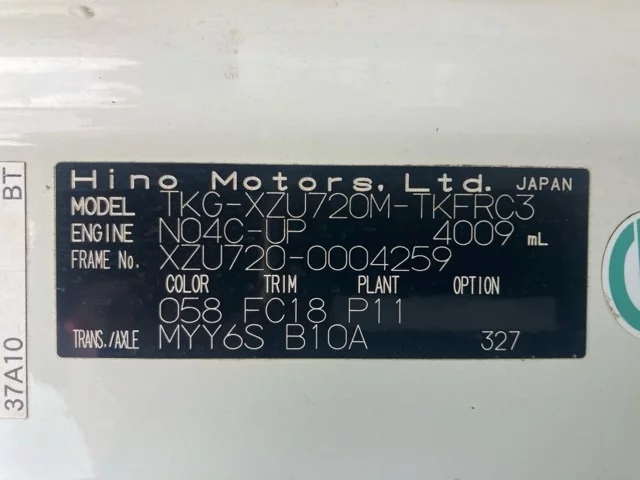 Hino Motors, Ltd. JAPAN
MODEL TKG-XZU720M-TKFRC3
ENGINE N04C-UP 4009 mL
FRAME No. XZU720-0004259
COLOR TRIM PLANT OPTION
058 FC18 P11
TRANS./AXLE MYY6S B10A 327
37A10 BT